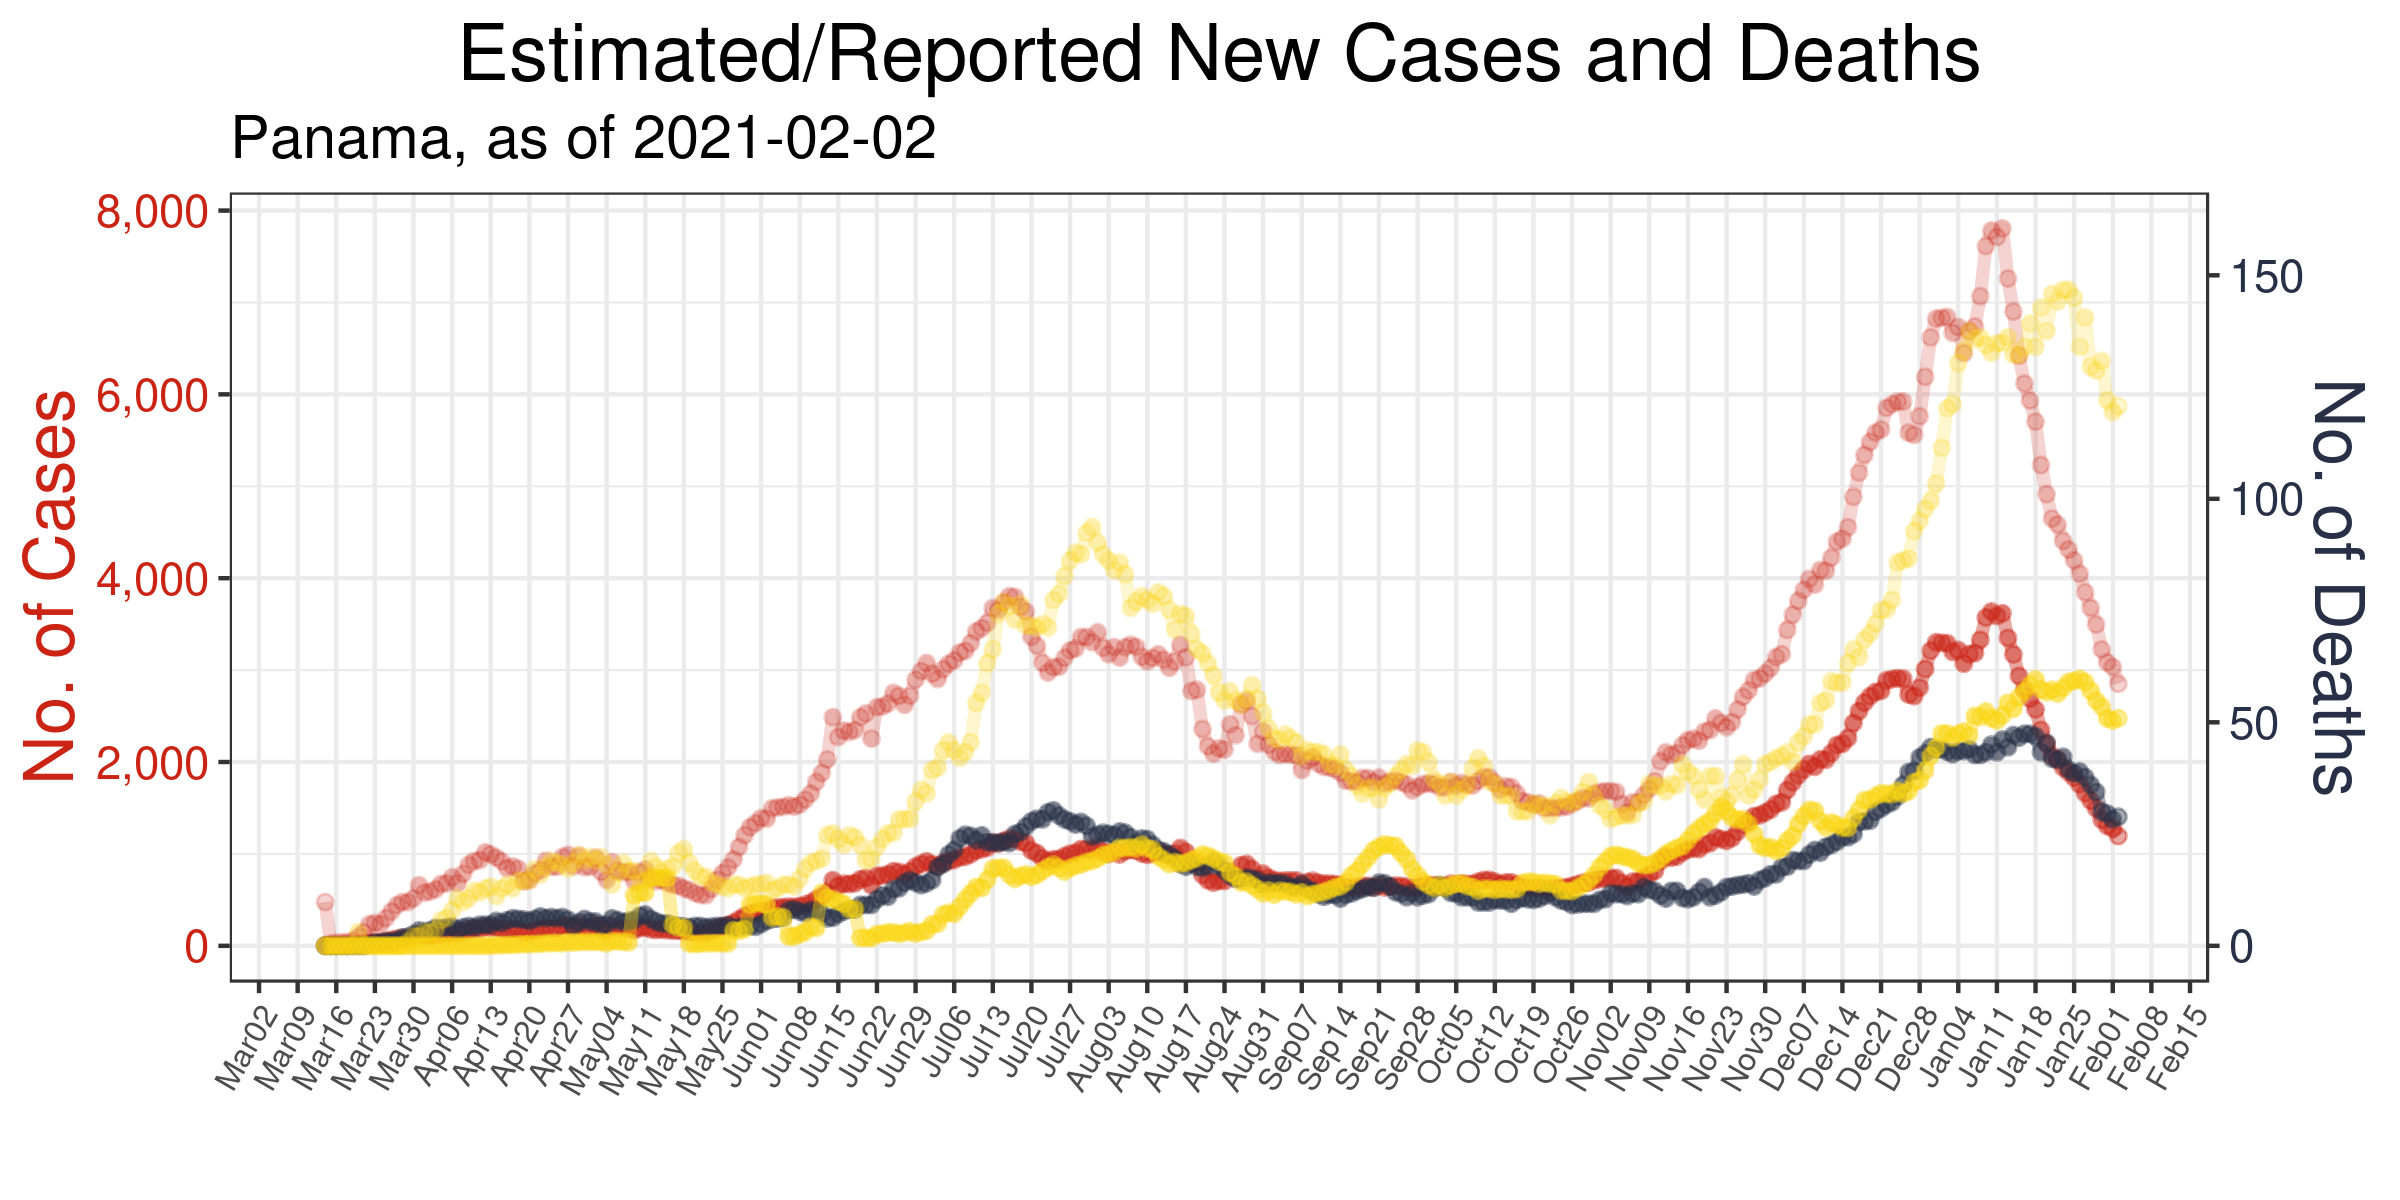 Estimated/Reported New Cases and Deaths
Panama, as of 2021-02-02
No. of Cases
8,000
6,000
4,000
2,000
0
150
100
50
0
No. of Deaths
Mar02
Mar09
Mar16
Mar23
Mar30
Apr06
Apr13
Apr20
Apr27
May04
May11
May18
May25
Jun01
Jun08
Jun15
Jun22
Jun29
Jul06
Jul13
Jul20
Jul27
Aug03
Aug10
Aug17
Aug24
Aug31
Sep07
Sep14
Sep21
Sep28
Oct05
Oct12
Oct19
Oct26
Nov02
Nov09
Nov16
Nov23
Nov30
Dec07
Dec14
Dec21
Dec28
Jan04
Jan11
Jan18
Jan25
Feb01
Feb08
Feb15